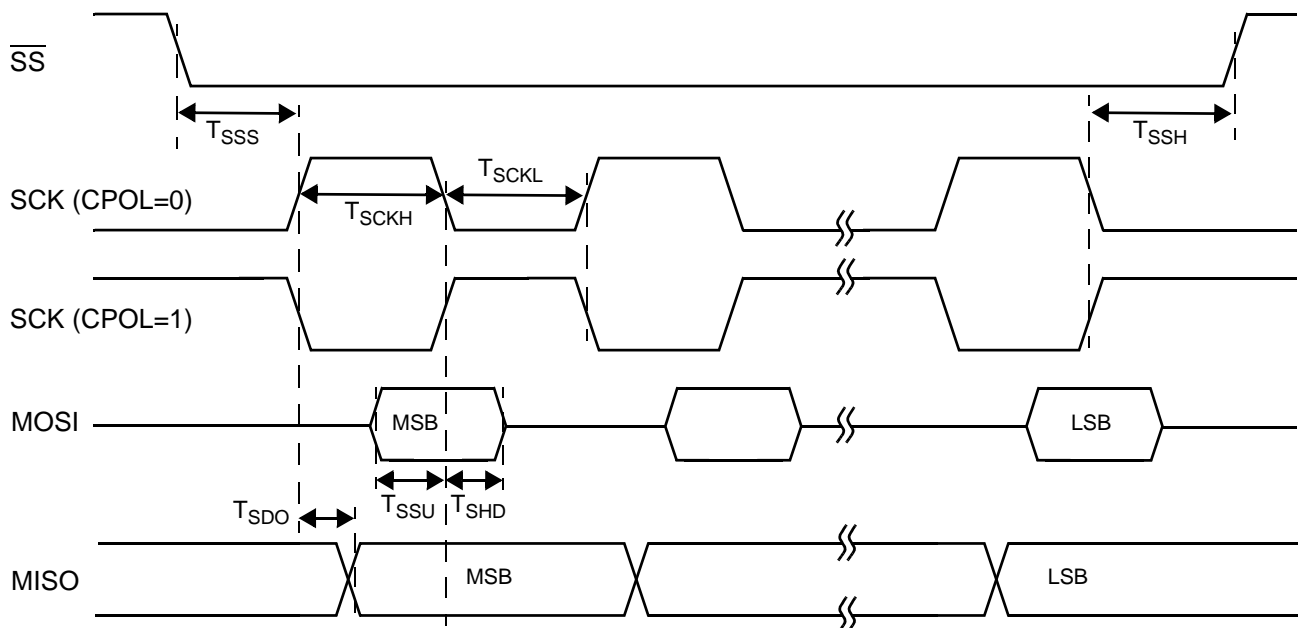 SS
TSSS
TSSH
SCK (CPOL=0)
TSCKH
TSCKL
SCK (CPOL=1)
MOSI
MSB
LSB
TSSU
TSHD
TSDO
MISO
MSB
LSB